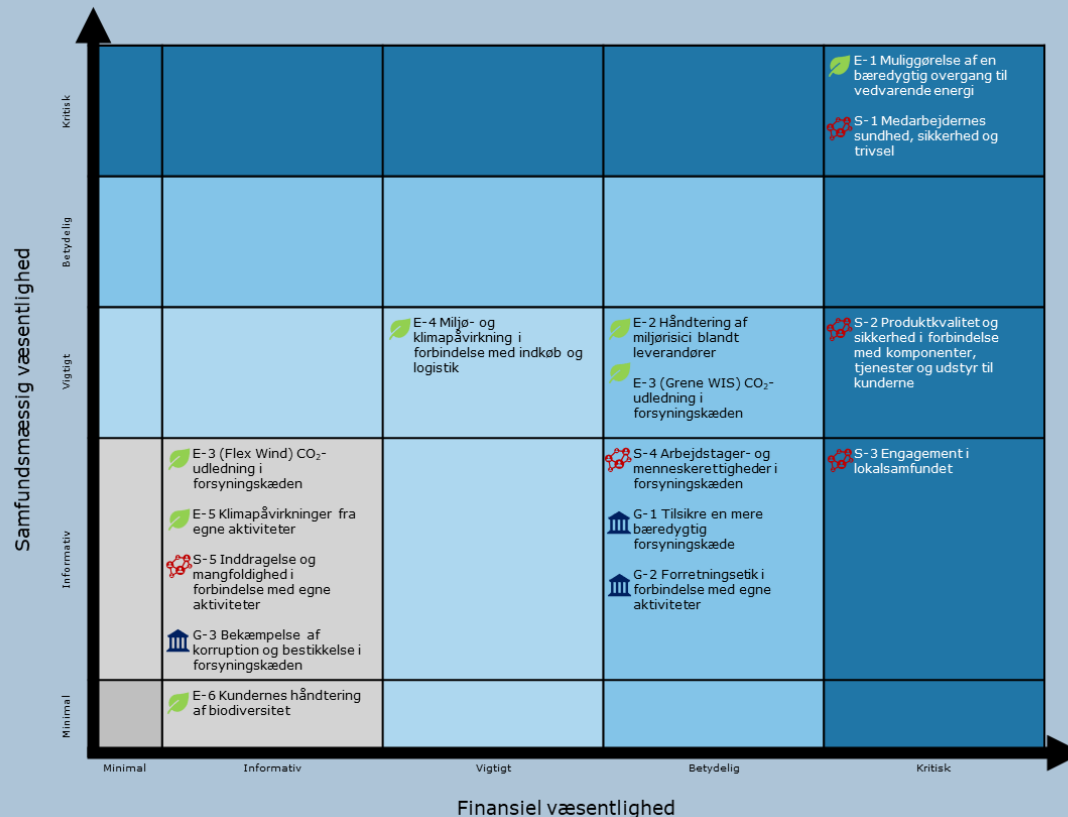 Samfundsmæssig væsentlighed
Kritisk
E-1 Muliggørelse af en
bæredygtig overgang til
vedvarende energi
S-1 Medarbejdernes
sundhed, sikkerhed og
trivsel
Betydelig
Vigtigt
E-4 Miljø- og
klimapåvirkning i
forbindelse med indkøb og
logistik
E-2 Håndtering af
miljørisici blandt
leverandører
E-3 (Grene WIS) CO₂-
udledning i
forsyningskæden
S-2 Produktkvalitet og
sikkerhed i forbindelse
med komponenter,
tjenester og udstyr til
kunderne
Informativ
E-3 (Flex Wind) CO₂-
udledning i
forsyningskæden
E-5 Klimapåvirkninger fra
egne aktiviteter
S-5 Inddragelse og
mangfoldighed i
forbindelse med egne
aktiviteter
G-3 Bekæmpelse af
korruption og bestikkelse i
forsyningskæden
S-4 Arbejdstager- og
menneskerettigheder i
forsyningskæden
G-1 Tilsikre en mere
bæredygtig
forsyningskæde
G-2 Forretningsetik i
forbindelse med egne
aktiviteter
S-3 Engagement i
lokalsamfundet
Minimal
E-6 Kundernes håndtering
af biodiversitet
Minimal
Informativ
Vigtigt
Betydelig
Kritisk
Finansiel væsentlighed